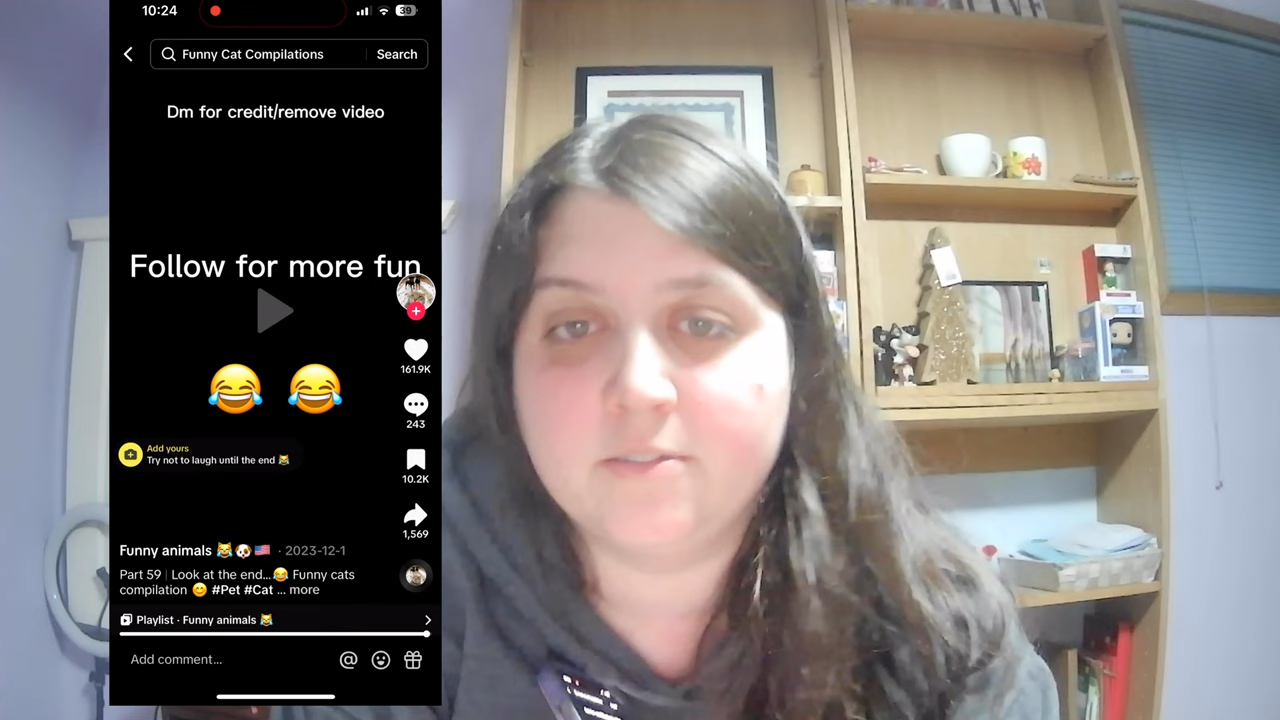 10:24
39
Funny Cat Compilations
Search
Dm for credit/remove video
Follow for more fun
161.9K
243
Add yours
Try not to laugh until the end 😹
10.2K
1,569
Funny animals 😹🐶🇺🇸 · 2023-12-1
Part 59 | Look at the end...😂 Funny cats
compilation 😊 #Pet #Cat ... more
Playlist · Funny animals 😹
Add comment...